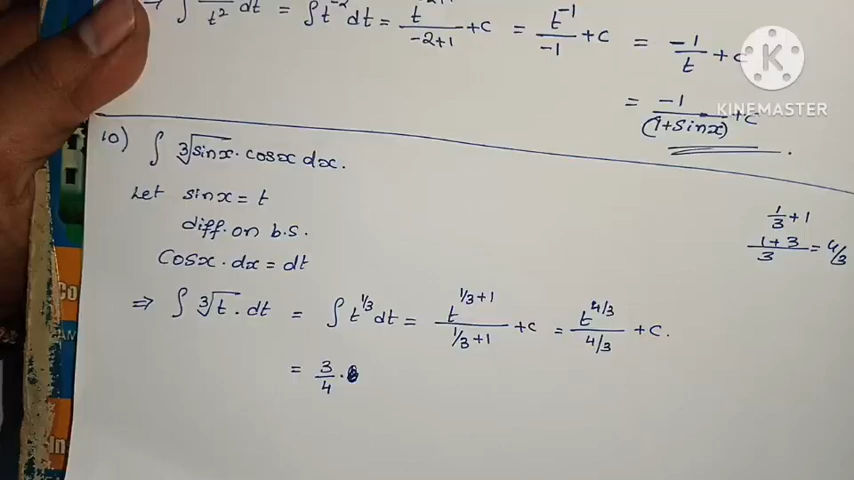 ∫ 1/t² dt = ∫ t⁻² dt = t⁻²⁺¹/-2+1 + c = t⁻¹/-1 + c = -1/t + c
= -1/(1+sinx) + c
KINEMASTER
10) ∫ ³√sinx · cosx dx.
Let sinx = t
diff. on b.s.
cosx · dx = dt
1/3 + 1
1+3/3 = 4/3
⇒ ∫ ³√t · dt = ∫ t^1/3 dt = t^1/3+1 / 1/3+1 + c = t^4/3 / 4/3 + c.
= 3/4 ·